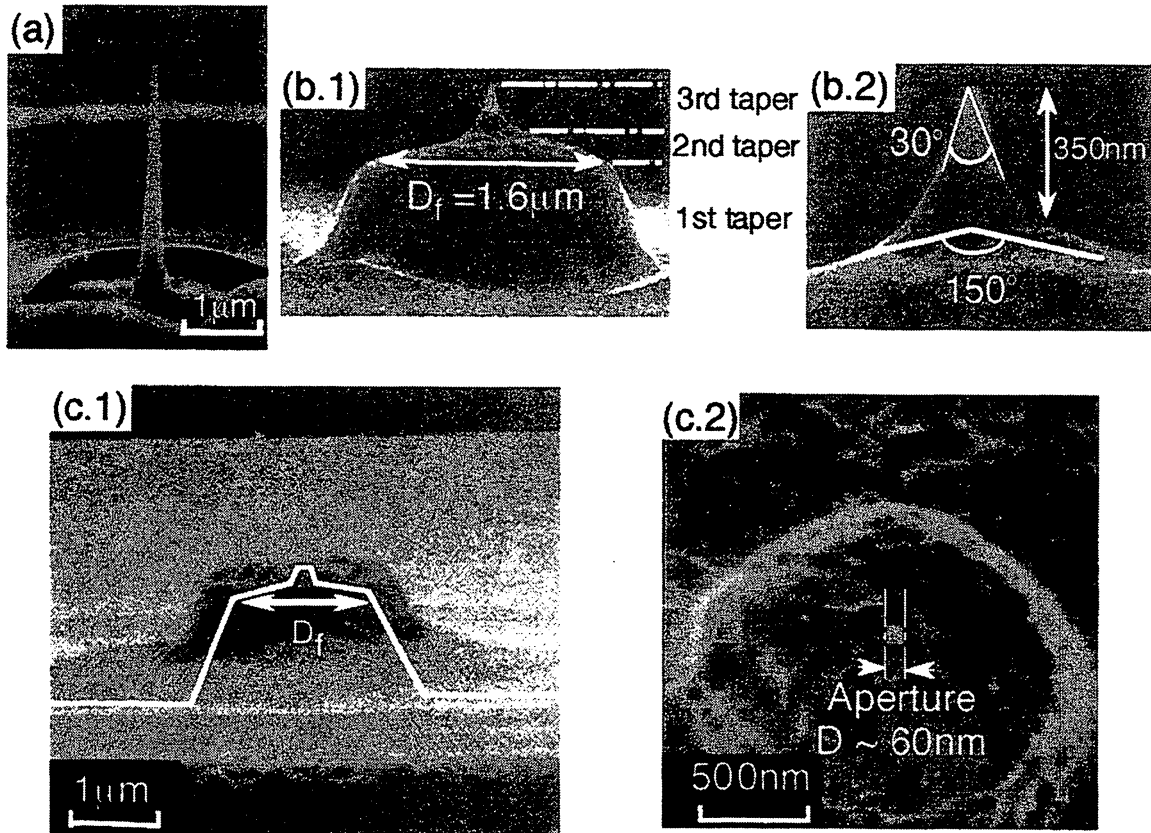 (a)
1μm
(b.1)
D_f =1.6μm
3rd taper
2nd taper
1st taper
(b.2)
30°
350nm
150°
(c.1)
D_f
1μm
(c.2)
Aperture
D ~ 60nm
500nm